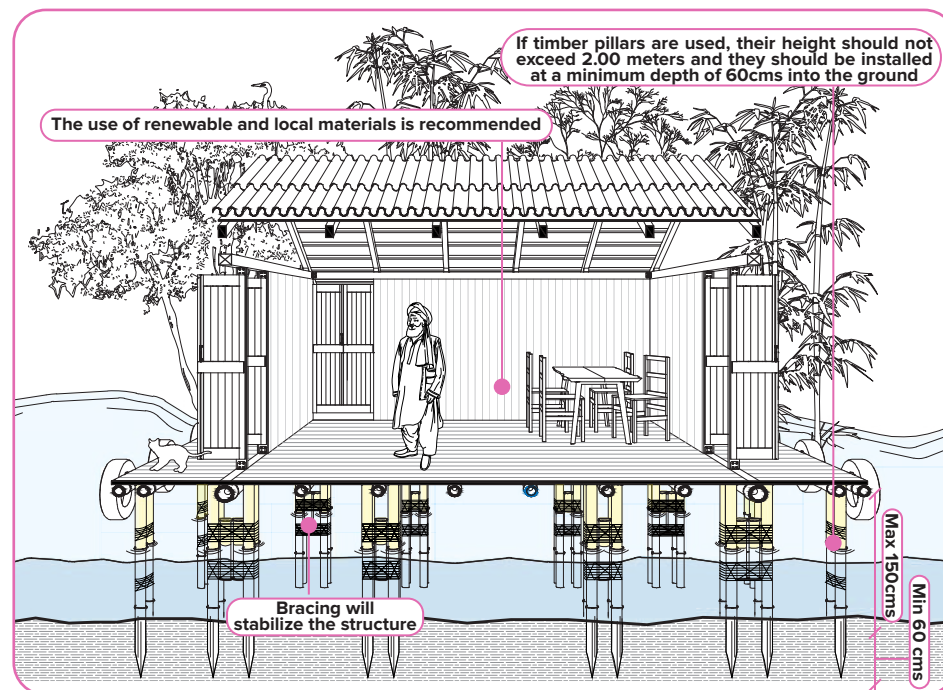 If timber pillars are used, their height should not
exceed 2.00 meters and they should be installed
at a minimum depth of 60cms into the ground
The use of renewable and local materials is recommended
Max 150cms
Min 60 cms
Bracing will
stabilize the structure